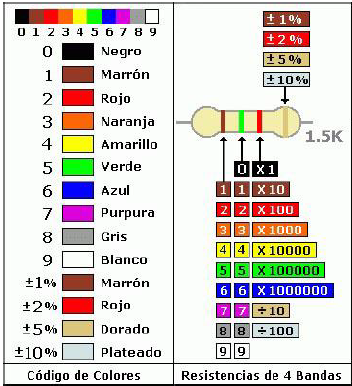 0 1 2 3 4 5 6 7 8 9
0 Negro
1 Marrón
2 Rojo
3 Naranja
4 Amarillo
5 Verde
6 Azul
7 Purpura
8 Gris
9 Blanco
±1% Marrón
±2% Rojo
±5% Dorado
±10% Plateado
Código de Colores
±1%
±2%
±5%
±10%
1.5K
0 X1
1 1 X10
2 2 X100
3 3 X1000
4 4 X10000
5 5 X100000
6 6 X1000000
7 7 ÷10
8 8 ÷100
9 9
Resistencias de 4 Bandas